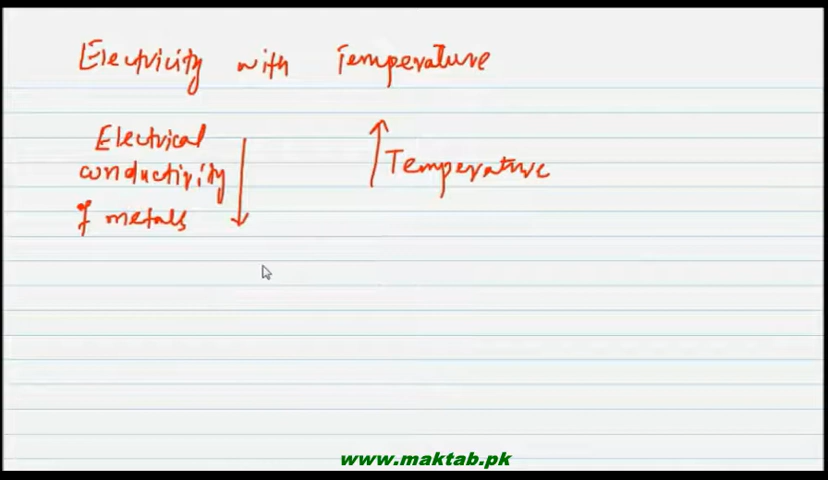 Electricity with Temperature
Electrical
conductivity
of metals
Temperature
www.maktab.pk